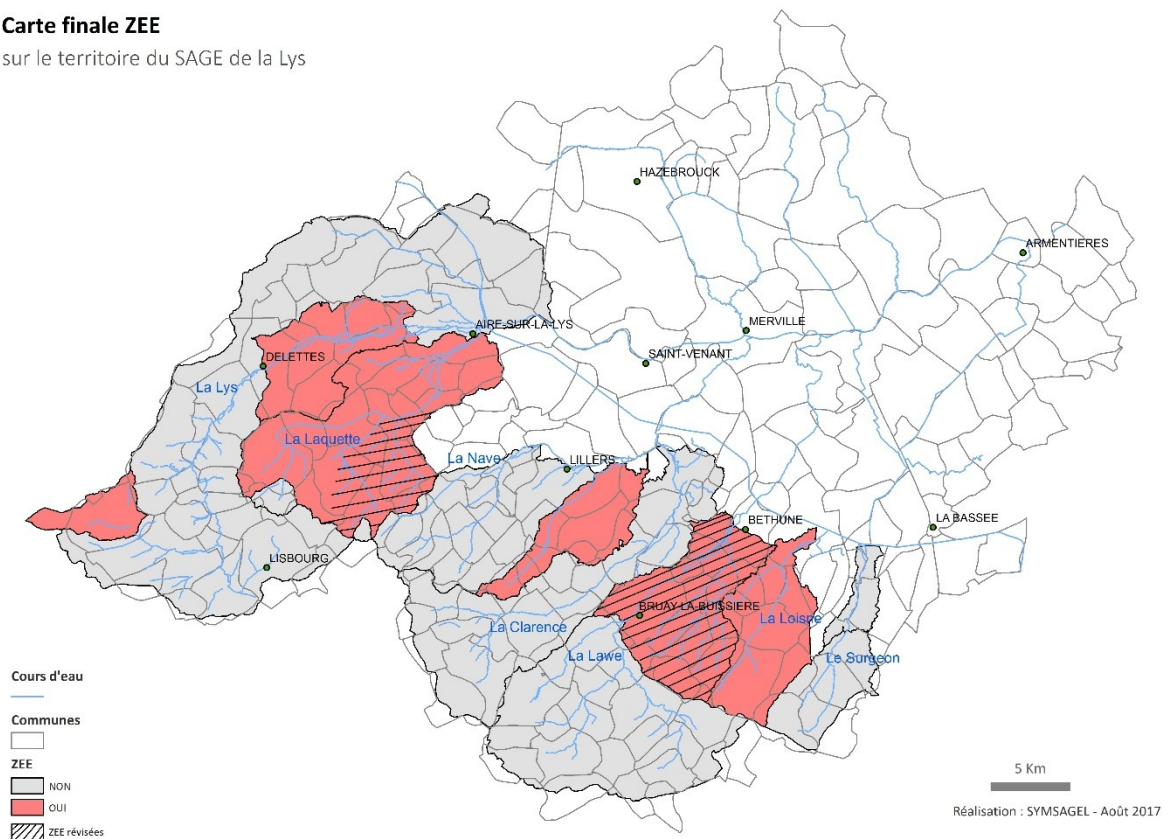 Carte finale ZEE
sur le territoire du SAGE de la Lys
HAZEBROUCK
ARMENTIERES
AIRE-SUR-LA-LYS
MERVILLE
SAINT-VENANT
DELETTES
La Lys
La Laquette
La Nave
LILLERS
LA BASSEE
BETHUNE
LISBOURG
BRUAY-LA-BUISSIERE
La Loisne
La Clarence
La Lawe
Le Surgeon
Cours d'eau
Communes
ZEE
NON
OUI
ZEE révisées
5 Km
Réalisation : SYMSAGEL - Août 2017